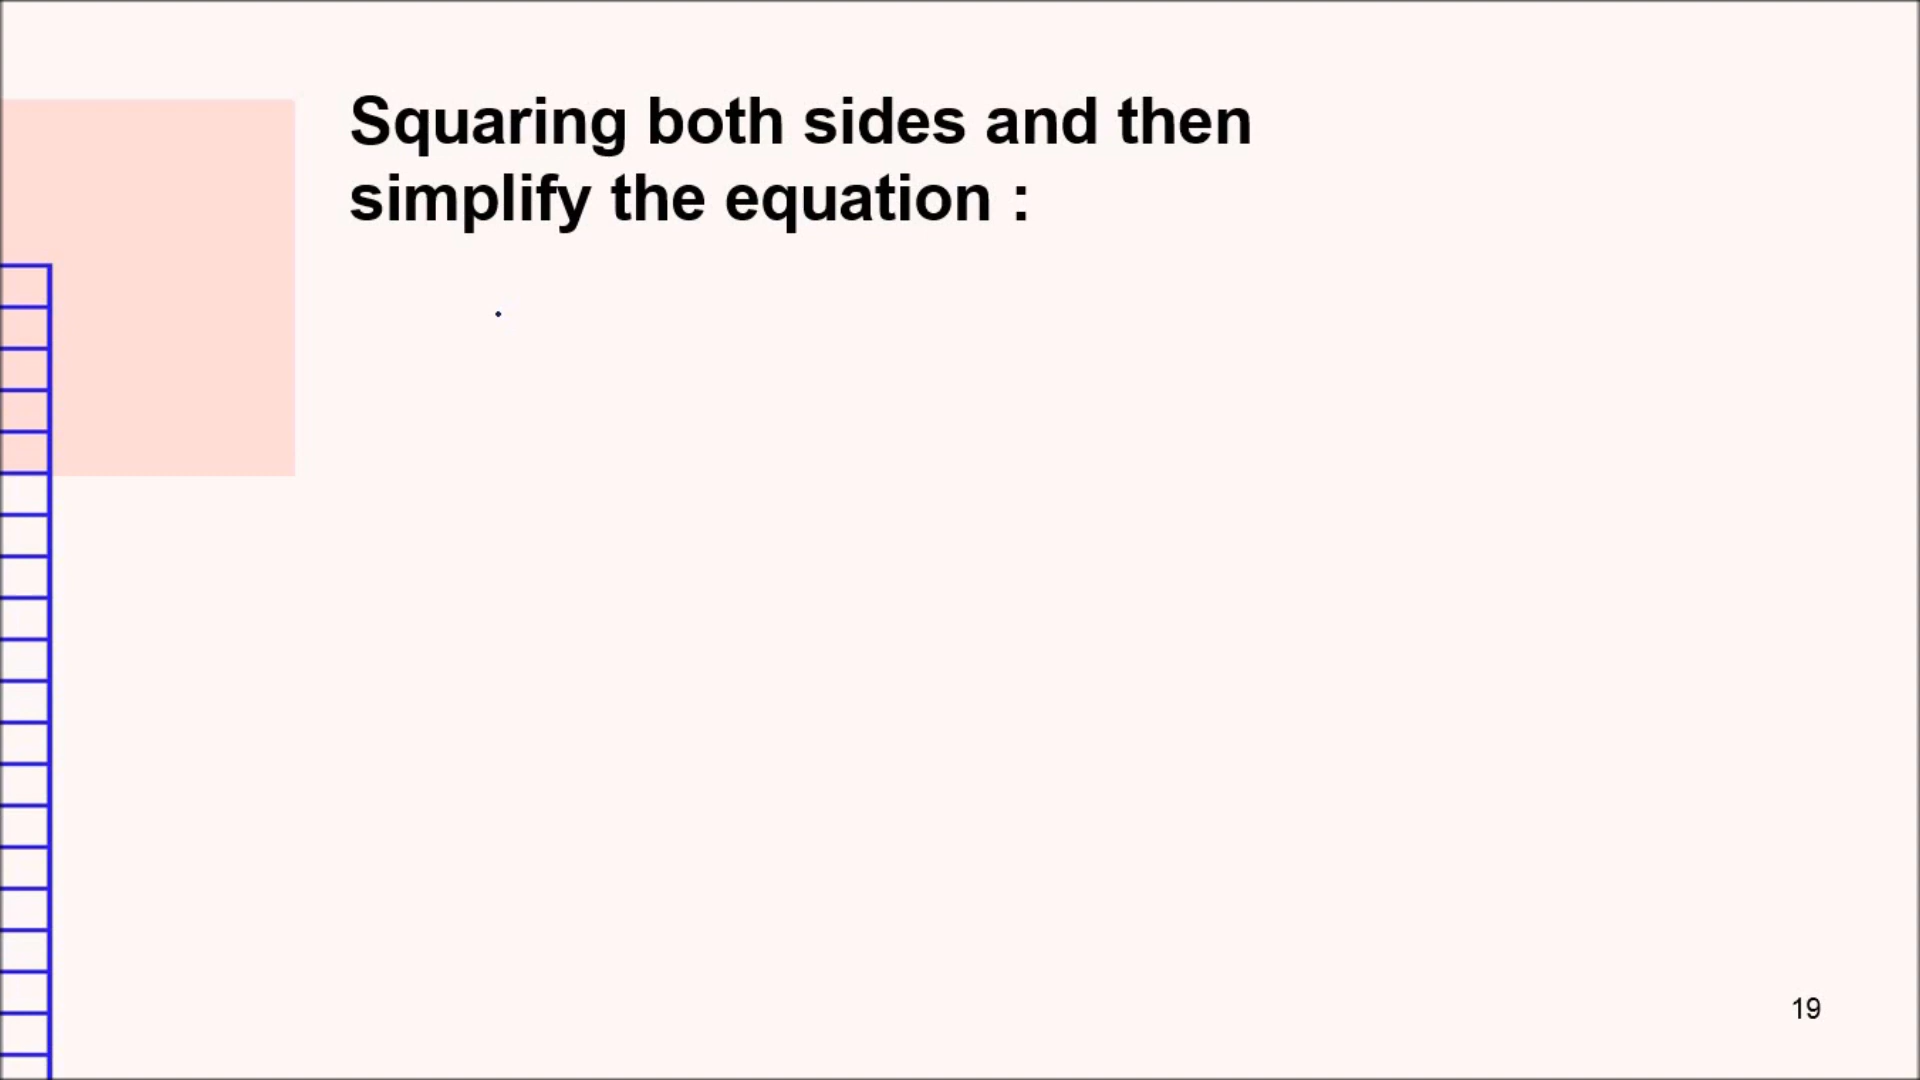 Squaring both sides and then
simplify the equation :
19